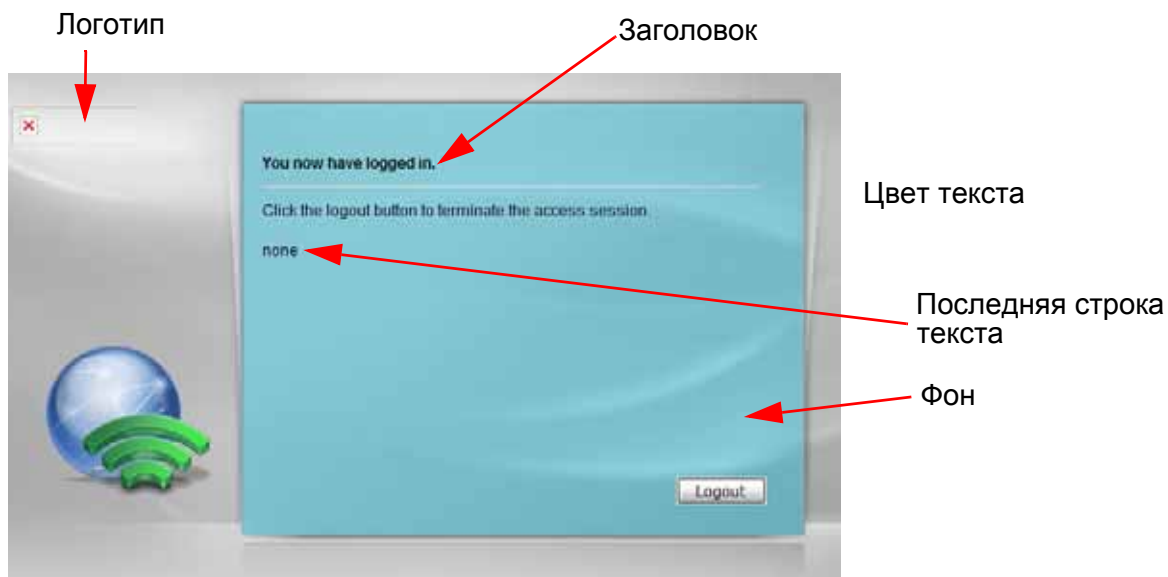 Логотип
Заголовок
You now have logged in.
Цвет текста
Click the logout button to terminate the access session
none
Последняя строка
текста
Фон
Logout